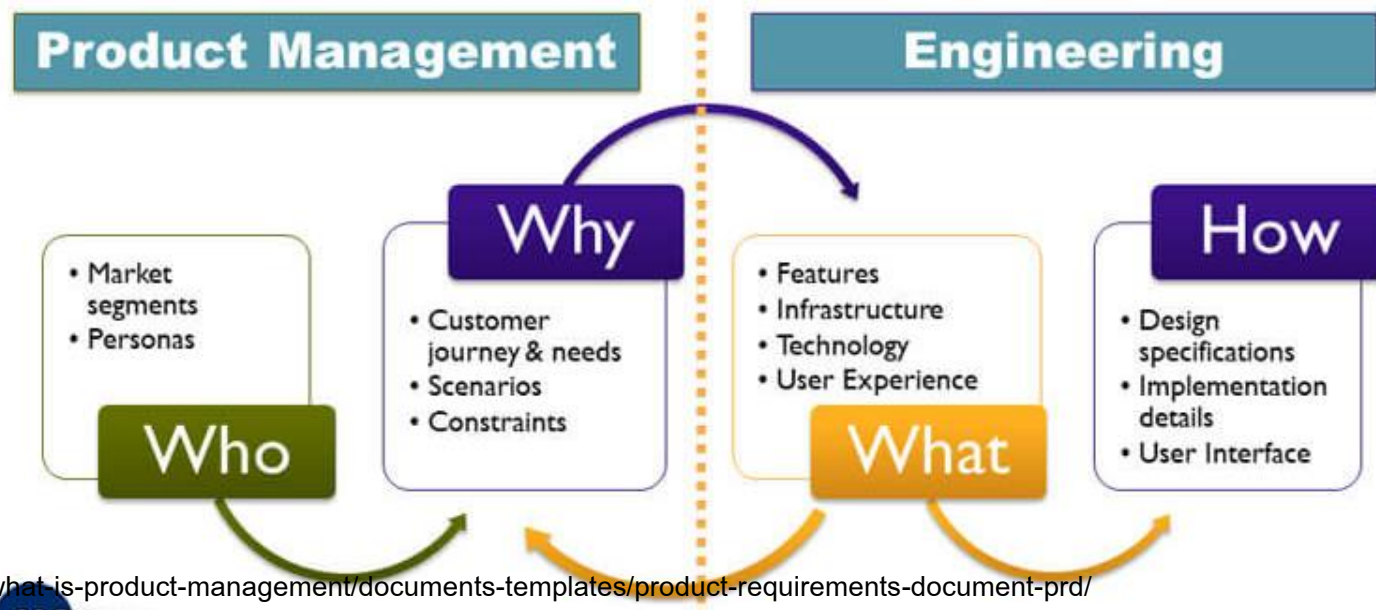 Product Management
Engineering
• Market
segments
• Personas
Who
Why
• Customer
journey & needs
• Scenarios
• Constraints
• Features
• Infrastructure
• Technology
• User Experience
What
How
• Design
specifications
• Implementation
details
• User Interface
hat-is-product-management/documents-templates/product-requirements-document-prd/